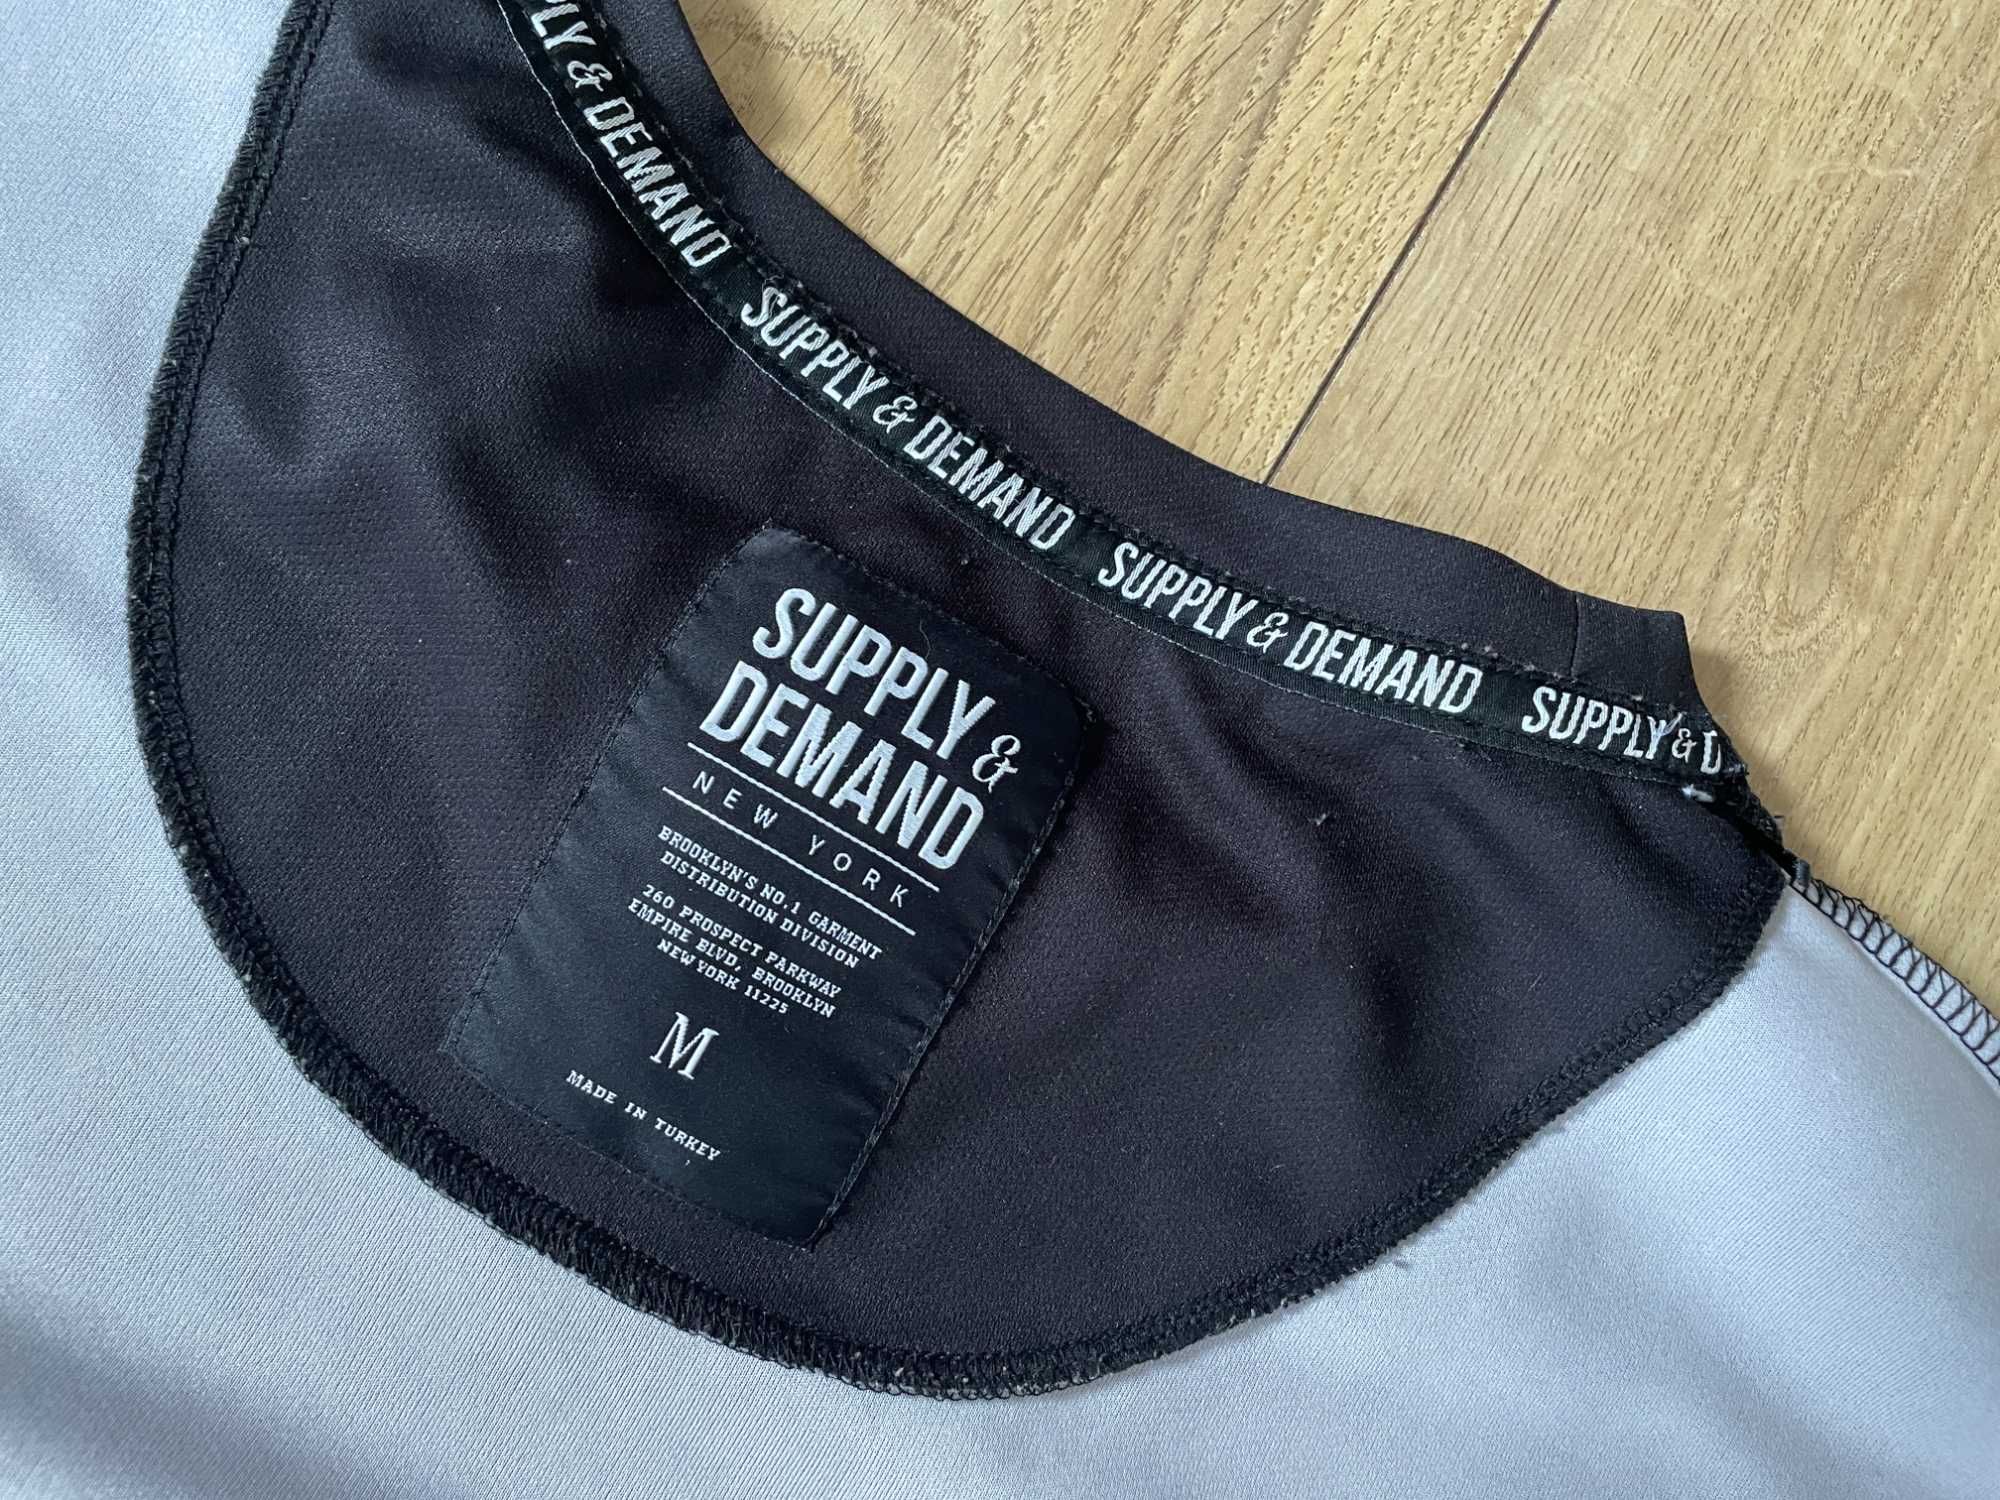 PLY & DEMAND SUPPLY & DEMAND SUPPLY & DEMAND SUPPLY & D
SUPPLY &
DEMAND
NEW YORK
BROOKLYN'S NO.1 GARMENT
DISTRIBUTION DIVISION
260 PROSPECT PARKWAY
EMPIRE BLVD, BROOKLYN
NEW YORK 11225
M
MADE IN TURKEY